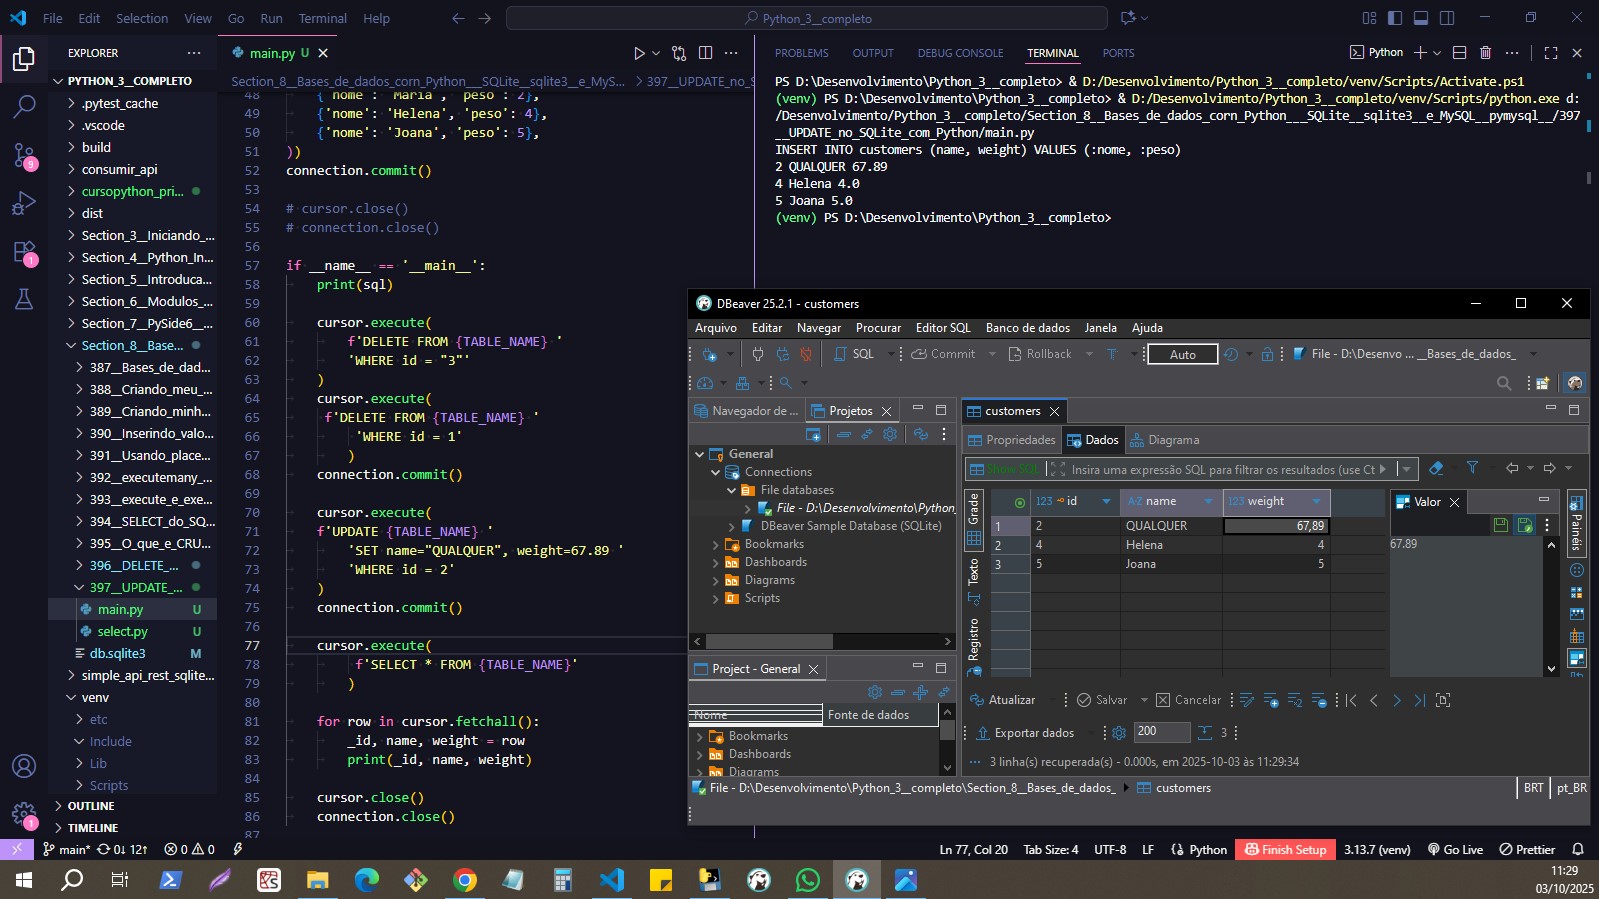 File Edit Selection View Go Run Terminal Help
Python_3__completo
EXPLORER
PYTHON_3__COMPLETO
.pytest_cache
.vscode
build
consumir_api
cursopython_pri...
dist
Section_3__Iniciando_...
Section_4__Python_In...
Section_5__Introduca...
Section_6__Modulos_...
Section_7__PySide6__...
Section_8__Base...
387__Bases_de_dad...
388__Criando_meu_...
389__Criando_minh...
390__Inserindo_valo...
391__Usando_place...
392__executemany_...
393__execute_e_exe...
394__SELECT_do_SQ...
395__O_que_e_CRU...
396__DELETE_...
397__UPDATE_...
main.py U
select.py U
db.sqlite3 M
simple_api_rest_sqlite...
venv
etc
Include
Lib
Scripts
OUTLINE
TIMELINE
9
1
1
main.py U
Section_8__Bases_de_dados_corn_Python___SQLite__sqlite3__e_MyS... > 397__UPDATE_no_S
48 {'nome': 'Maria', 'peso': 2},
49 {'nome': 'Helena', 'peso': 4},
50 {'nome': 'Joana', 'peso': 5},
51 ))
52 connection.commit()
53
54 # cursor.close()
55 # connection.close()
56
57 if __name__ == '__main__':
58 print(sql)
59
60 cursor.execute(
61 f'DELETE FROM {TABLE_NAME} '
62 'WHERE id = "3"'
63 )
64 cursor.execute(
65 f'DELETE FROM {TABLE_NAME} '
66 'WHERE id = 1'
67 )
68 connection.commit()
69
70 cursor.execute(
71 f'UPDATE {TABLE_NAME} '
72 'SET name="QUALQUER", weight=67.89 '
73 'WHERE id = 2'
74 )
75 connection.commit()
76
77 cursor.execute(
78 f'SELECT * FROM {TABLE_NAME}'
79 )
80
81 for row in cursor.fetchall():
82 _id, name, weight = row
83 print(_id, name, weight)
84
85 cursor.close()
86 connection.close()
87
PROBLEMS OUTPUT DEBUG CONSOLE TERMINAL PORTS
Python
PS D:\Desenvolvimento\Python_3__completo> & D:/Desenvolvimento/Python_3__completo/venv/Scripts/Activate.ps1
(venv) PS D:\Desenvolvimento\Python_3__completo> & D:/Desenvolvimento/Python_3__completo/venv/Scripts/python.exe d:
/Desenvolvimento/Python_3__completo/Section_8__Bases_de_dados_corn_Python___SQLite__sqlite3__e_MySQL__pymysql__/397
__UPDATE_no_SQLite_com_Python/main.py
INSERT INTO customers (name, weight) VALUES (:nome, :peso)
2 QUALQUER 67.89
4 Helena 4.0
5 Joana 5.0
(venv) PS D:\Desenvolvimento\Python_3__completo>
DBeaver 25.2.1 - customers
Arquivo Editar Navegar Procurar Editor SQL Banco de dados Janela Ajuda
SQL Commit Rollback T Auto File - D:\Desenvo ... __Bases_de_dados_
Navegador de ... Projetos
General
Connections
File databases
File - D:\Desenvolvimento\Python_
DBeaver Sample Database (SQLite)
Bookmarks
Dashboards
Diagrams
Scripts
Project - General
Nome Fonte de dados
Bookmarks
Dashboards
Diagrams
customers
Propriedades Dados Diagrama
Show SQL Insira uma expressão SQL para filtrar os resultados (use Ct
Grade
Texto
Registro
123 id A-Z name 123 weight
1 2 QUALQUER 67,89
2 4 Helena 4
3 5 Joana 5
Valor
67.89
Painéis
Atualizar Salvar Cancelar
Exportar dados 200 3
3 linha(s) recuperada(s) - 0.000s, em 2025-10-03 às 11:29:34
File - D:\Desenvolvimento\Python_3__completo\Section_8__Bases_de_dados_ customers
BRT pt_BR
main* 0↓ 12↑ 0 0
Ln 77, Col 20 Tab Size: 4 UTF-8 LF Python Finish Setup 3.13.7 (venv) Go Live Prettier
11:29
03/10/2025